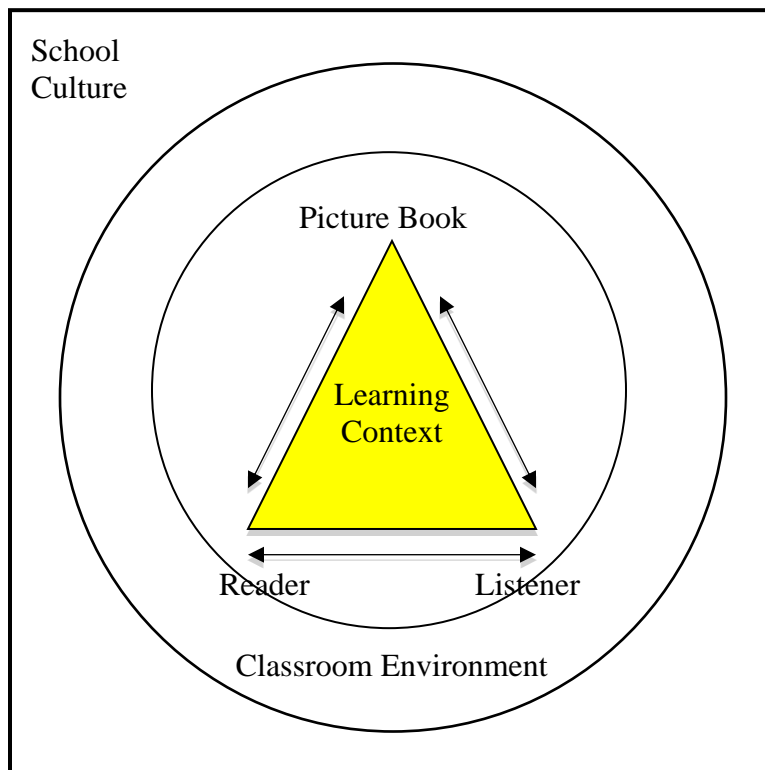 School
Culture
Picture Book
Learning
Context
Reader
Listener
Classroom Environment